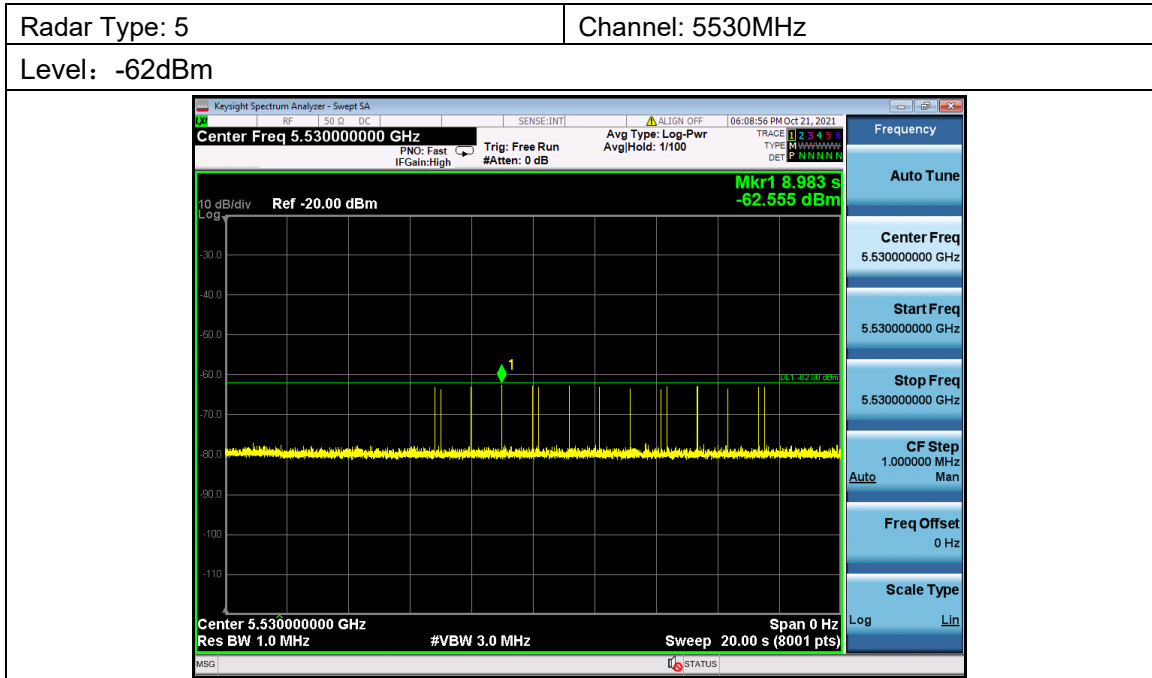 Radar Type: 5
Channel: 5530MHz
Level：-62dBm
Keysight Spectrum Analyzer - Swept SA
LXI RF 50 Ω DC SENSE:INT ALIGN OFF 06:08:56 PM Oct 21, 2021
Center Freq 5.530000000 GHz
PNO: Fast
IFGain:High
Trig: Free Run
#Atten: 0 dB
Avg Type: Log-Pwr
Avg|Hold: 1/100
TRACE 1 2 3 4 5 6
TYPE M WWWWW
DET P N N N N N
Mkr1 8.983 s
-62.555 dBm
10 dB/div Ref -20.00 dBm
Log
-30.0
-40.0
-50.0
-60.0
-70.0
-80.0
-90.0
-100
-110
1
DL1 -62.00 dBm
Center 5.530000000 GHz Span 0 Hz
Res BW 1.0 MHz #VBW 3.0 MHz Sweep 20.00 s (8001 pts)
MSG STATUS
Frequency
Auto Tune
Center Freq
5.530000000 GHz
Start Freq
5.530000000 GHz
Stop Freq
5.530000000 GHz
CF Step
1.000000 MHz
Auto Man
Freq Offset
0 Hz
Scale Type
Log Lin